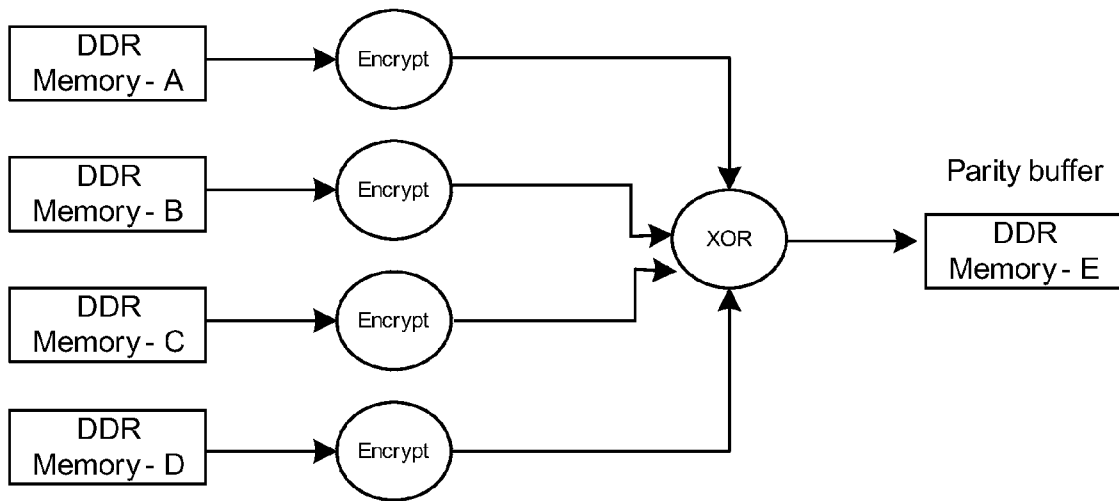 DDR
Memory - A
Encrypt
DDR
Memory - B
Encrypt
DDR
Memory - C
Encrypt
DDR
Memory - D
Encrypt
XOR
Parity buffer
DDR
Memory - E